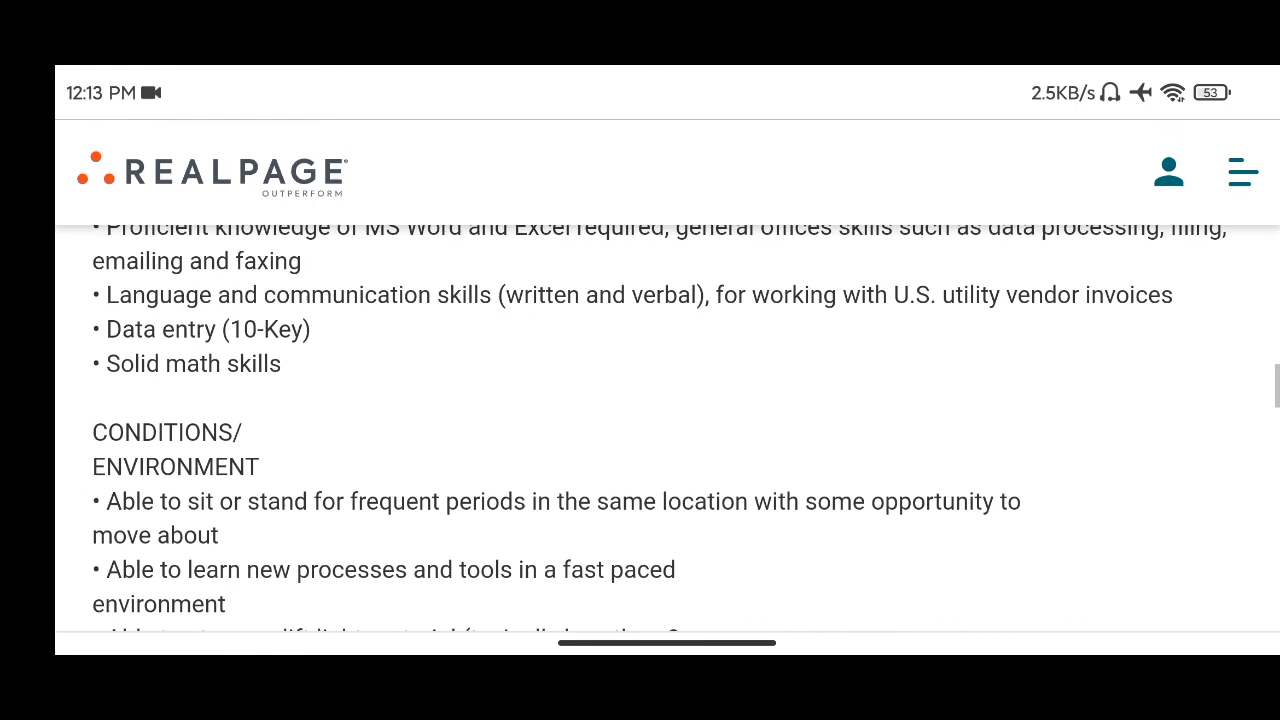 12:13 PM 2.5KB/s 53
REALPAGE
OUTPERFORM
• Proficient knowledge of MS Word and Excel required, general offices skills such as data processing, filing,
emailing and faxing
• Language and communication skills (written and verbal), for working with U.S. utility vendor invoices
• Data entry (10-Key)
• Solid math skills
CONDITIONS/
ENVIRONMENT
• Able to sit or stand for frequent periods in the same location with some opportunity to
move about
• Able to learn new processes and tools in a fast paced
environment